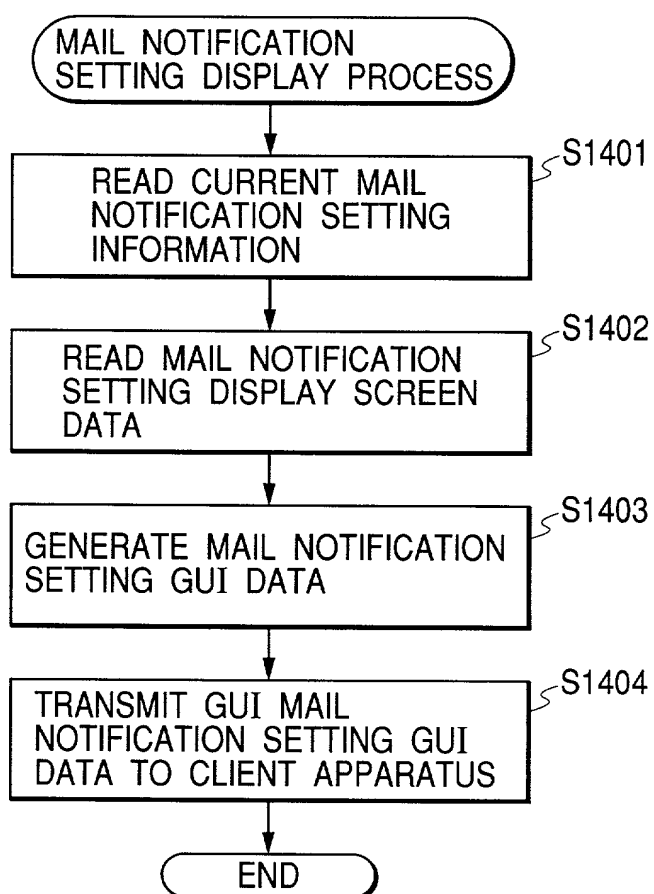 MAIL NOTIFICATION
SETTING DISPLAY PROCESS
S1401
READ CURRENT MAIL
NOTIFICATION SETTING
INFORMATION
S1402
READ MAIL NOTIFICATION
SETTING DISPLAY SCREEN
DATA
S1403
GENERATE MAIL NOTIFICATION
SETTING GUI DATA
S1404
TRANSMIT GUI MAIL
NOTIFICATION SETTING GUI
DATA TO CLIENT APPARATUS
END